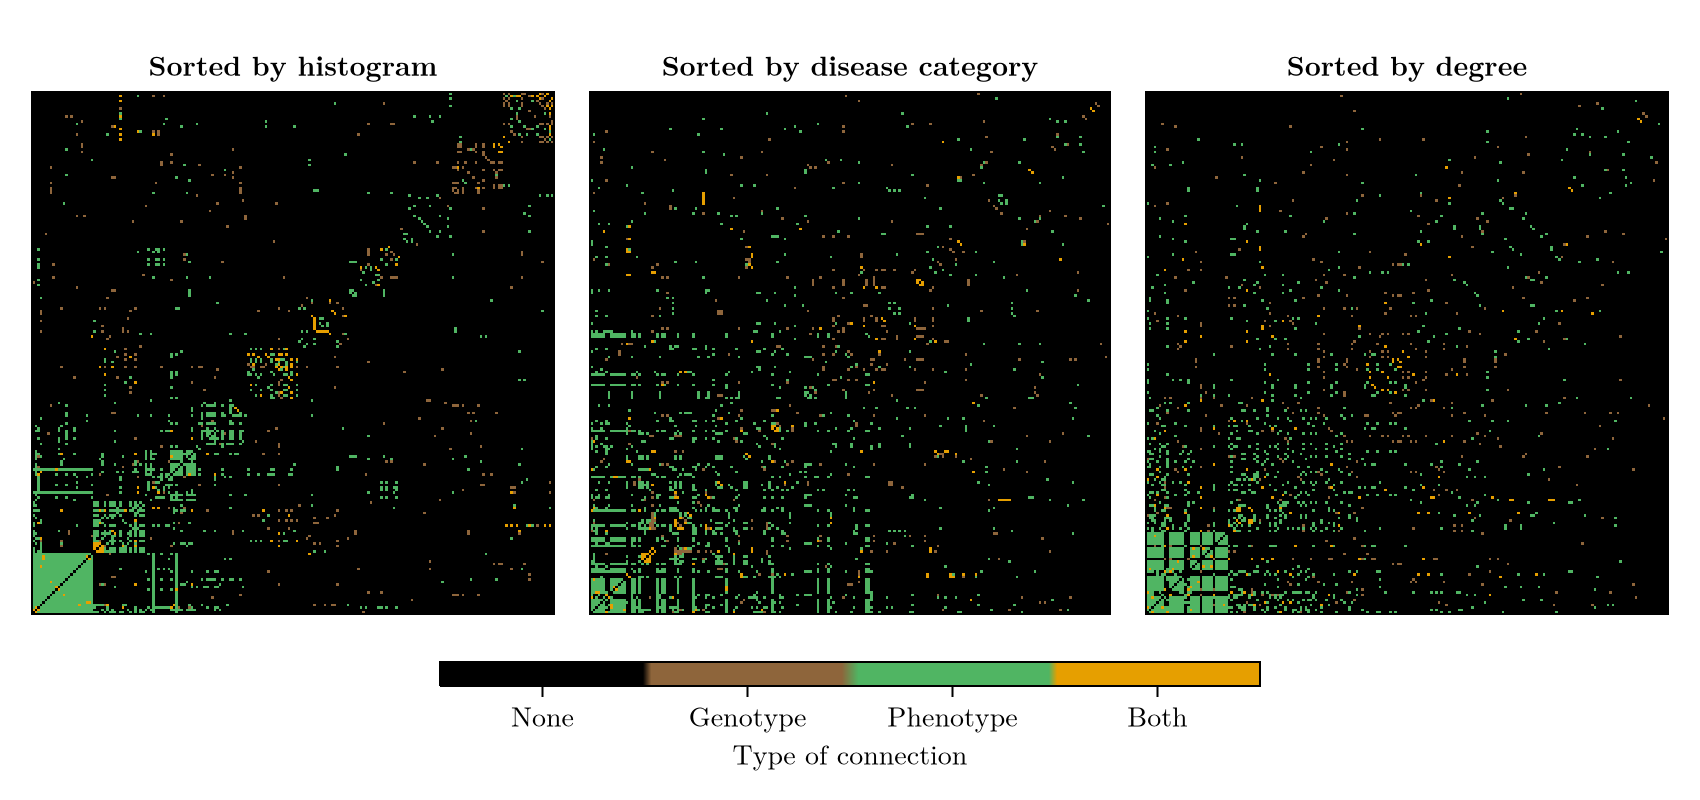 Sorted by histogram
Sorted by disease category
Sorted by degree
None
Genotype
Phenotype
Both
Type of connection